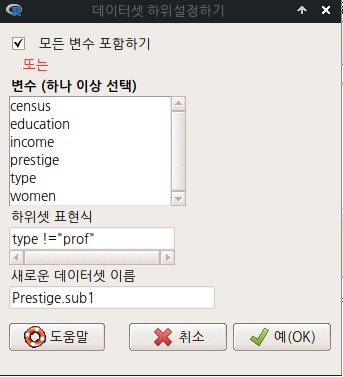 데이터셋 하위설정하기
모든 변수 포함하기
또는
변수 (하나 이상 선택)
census
education
income
prestige
type
women
하위셋 표현식
type !="prof"
새로운 데이터셋 이름
Prestige.sub1
도움말 취소 예(OK)